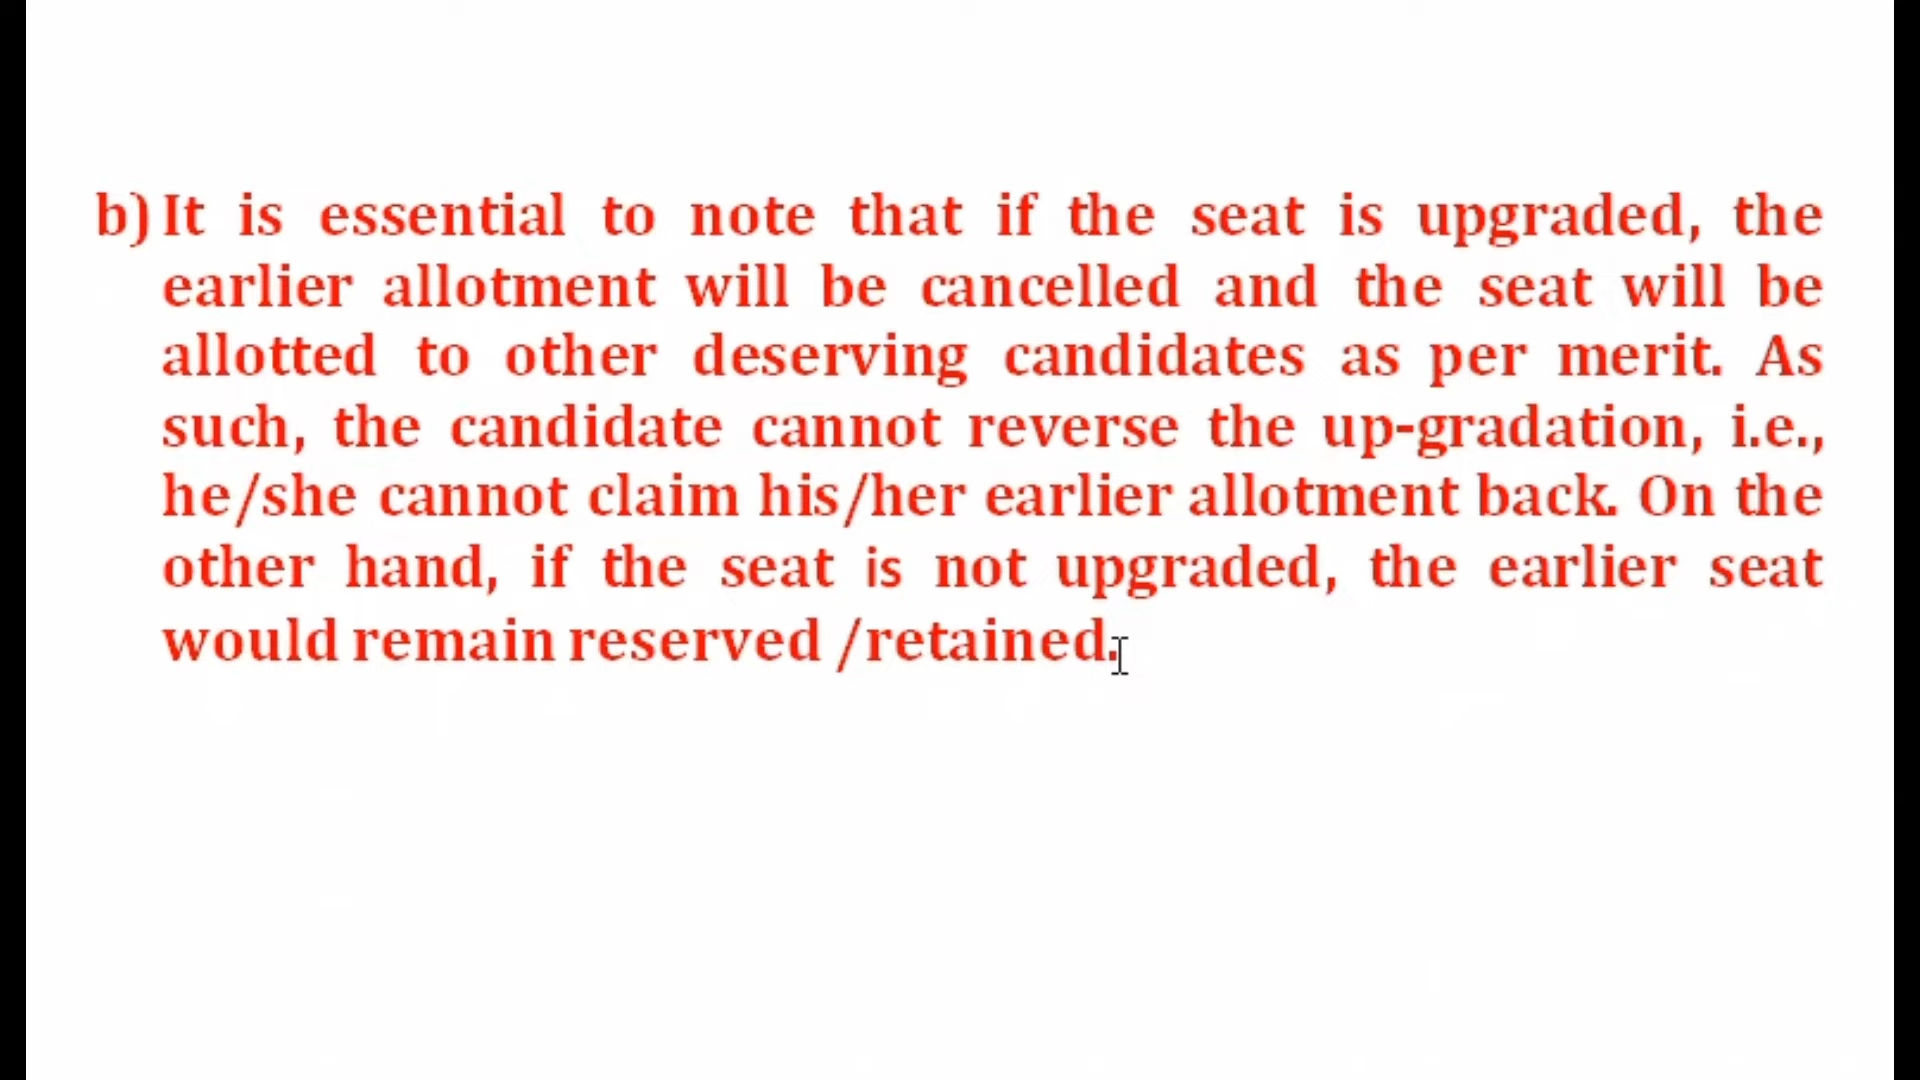 b) It is essential to note that if the seat is upgraded, the
earlier allotment will be cancelled and the seat will be
allotted to other deserving candidates as per merit. As
such, the candidate cannot reverse the up-gradation, i.e.,
he/she cannot claim his/her earlier allotment back. On the
other hand, if the seat is not upgraded, the earlier seat
would remain reserved /retained.